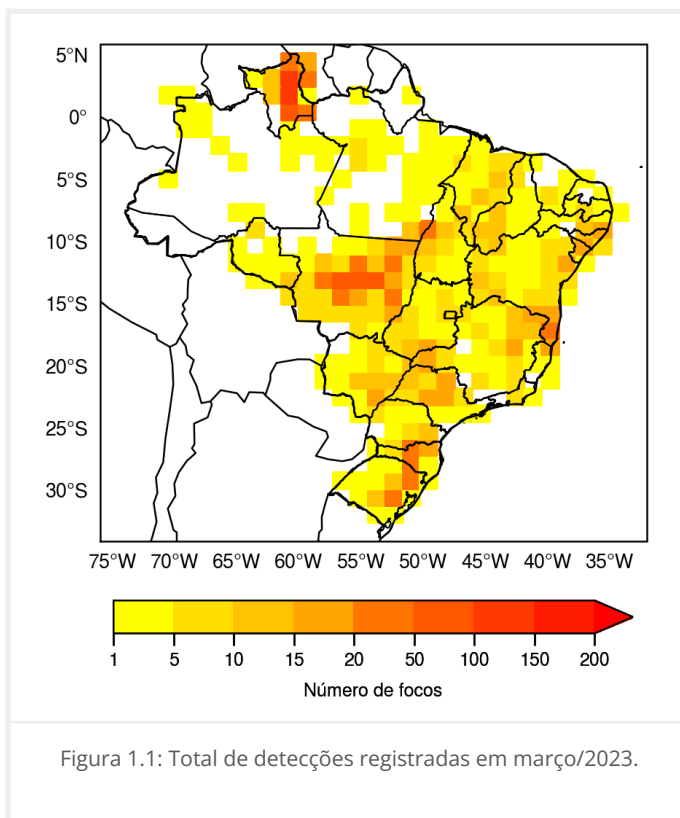 5°N
0°
5°S
10°S
15°S
20°S
25°S
30°S
75°W 70°W 65°W 60°W 55°W 50°W 45°W 40°W 35°W
1 5 10 15 20 50 100 150 200
Número de focos
Figura 1.1: Total de detecções registradas em março/2023.